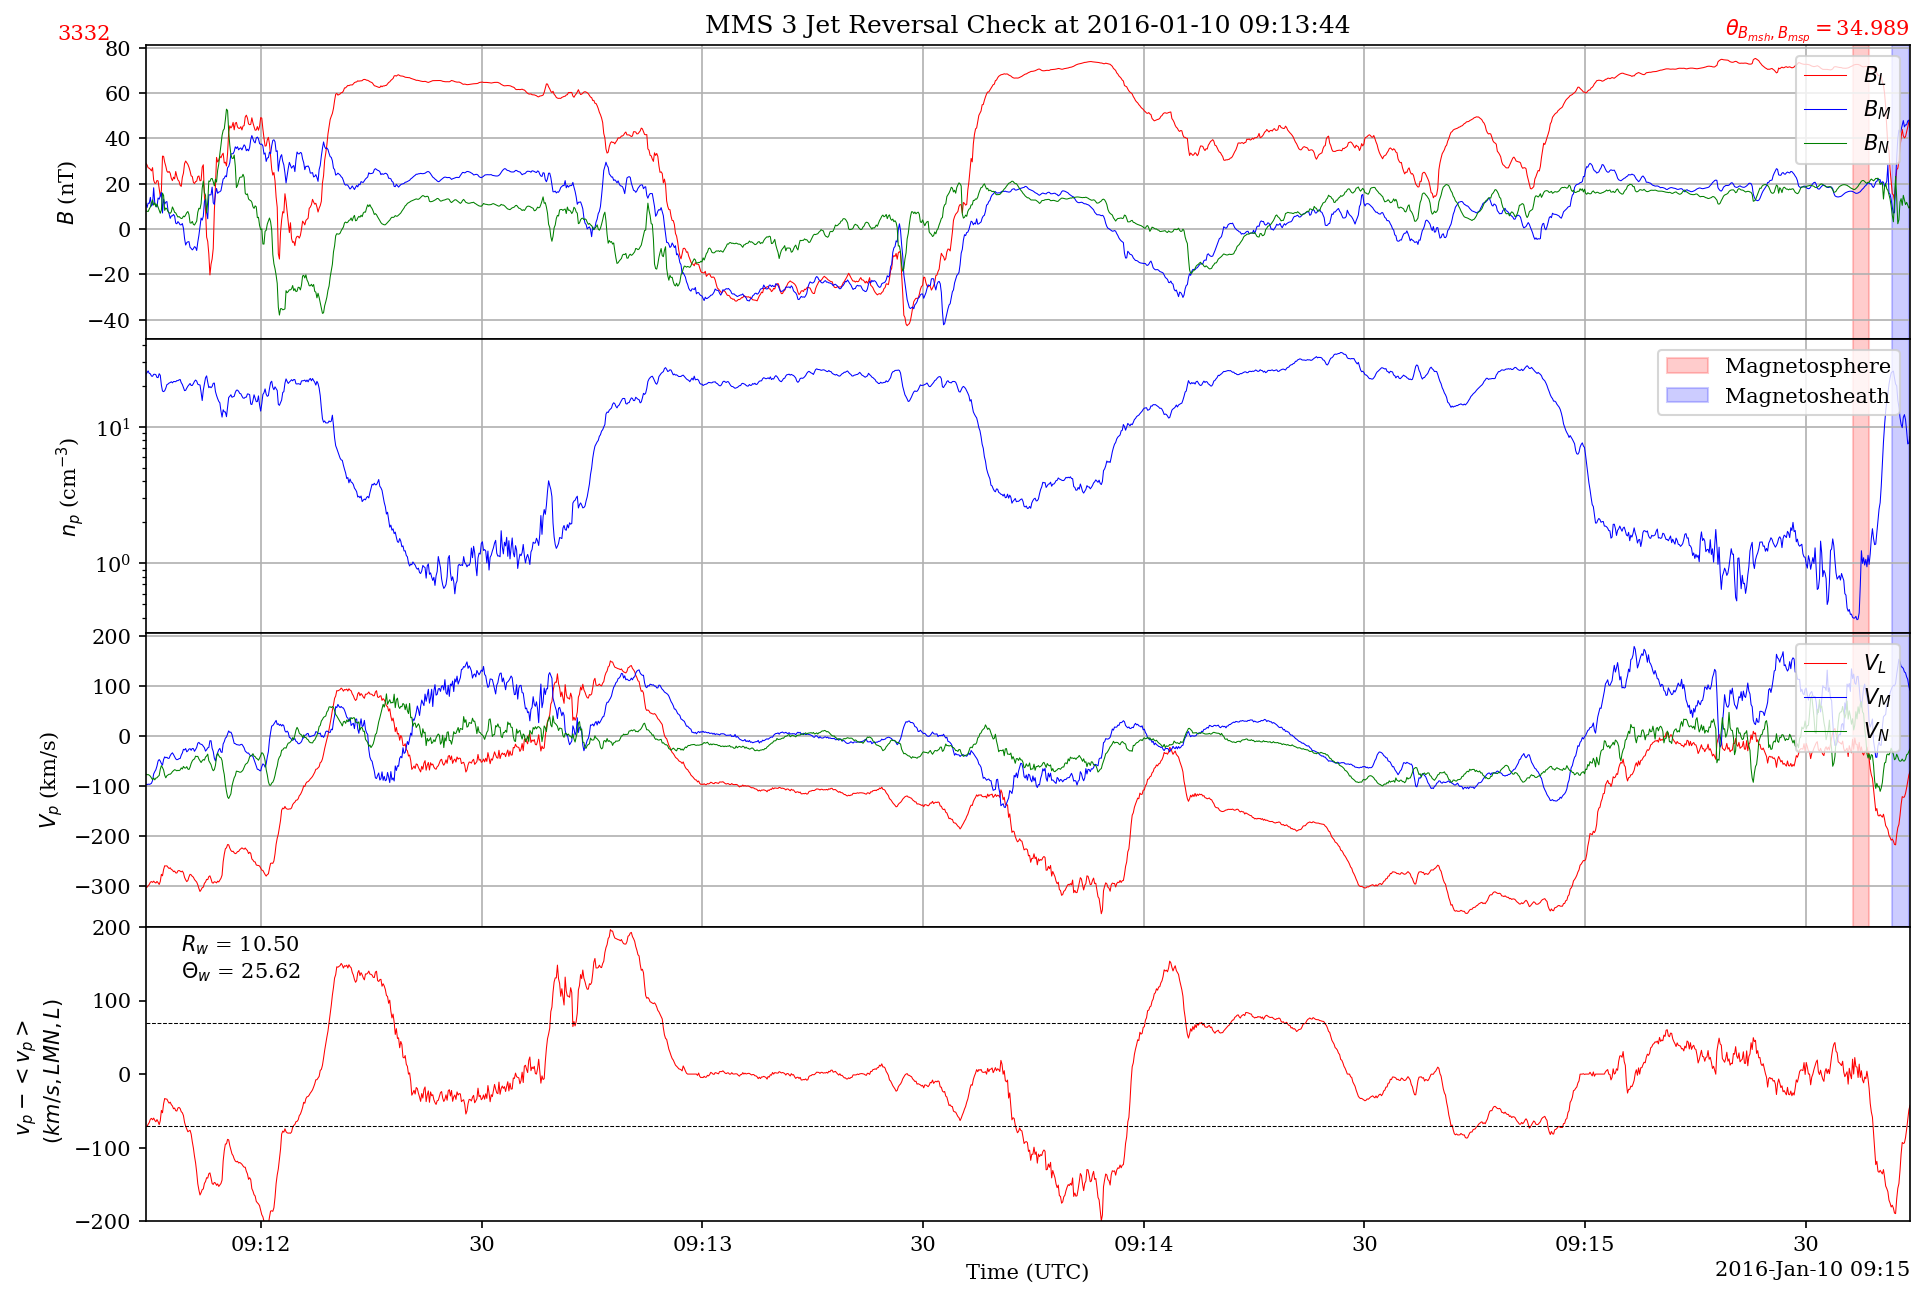 MMS 3 Jet Reversal Check at 2016-01-10 09:13:44
3332
θ_{B_{msh}, B_{msp}} = 34.989
80
60
40
20
0
−20
−40
B (nT)
B_L
B_M
B_N
10^1
10^0
n_p (cm^{−3})
Magnetosphere
Magnetosheath
200
100
0
−100
−200
−300
V_p (km/s)
V_L
V_M
V_N
200
100
0
−100
−200
v_p − < v_p >
(km/s, LMN, L)
R_w = 10.50
Θ_w = 25.62
09:12 30 09:13 30 09:14 30 09:15 30
Time (UTC)
2016-Jan-10 09:15